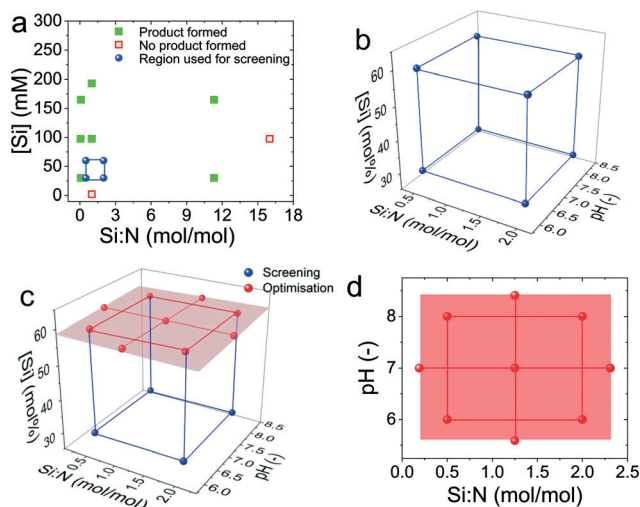 a
Product formed
No product formed
Region used for screening
[Si] (mM)
250
200
150
100
50
0
0 3 6 9 12 15 18
Si:N (mol/mol)
b
[Si] (mol%)
60
50
40
30
0.5 1.0 1.5 2.0
Si:N (mol/mol)
6.0 6.5 7.0 7.5 8.0 8.5
pH (-)
c
Screening
Optimisation
[Si] (mol%)
60
50
40
30
0.5 1.0 1.5 2.0
Si:N (mol/mol)
6.0 6.5 7.0 7.5 8.0 8.5
pH (-)
d
pH (-)
8
7
6
0.0 0.5 1.0 1.5 2.0 2.5
Si:N (mol/mol)